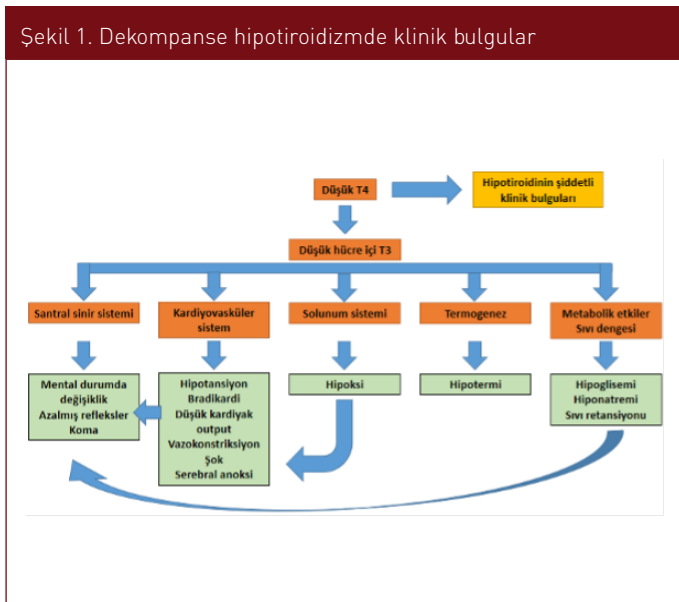 Şekil 1. Dekompanse hipotiroidizmde klinik bulgular
Düşük T4
Hipotiroidinin şiddetli
klinik bulguları
Düşük hücre içi T3
Santral sinir sistemi
Kardiyovasküler
sistem
Solunum sistemi
Termogenez
Metabolik etkiler
Sıvı dengesi
Mental durumda
değişiklik
Azalmış refleksler
Koma
Hipotansiyon
Bradikardi
Düşük kardiyak
output
Vazokonstriksiyon
Şok
Serebral anoksi
Hipoksi
Hipotermi
Hipoglisemi
Hiponatremi
Sıvı retansiyonu